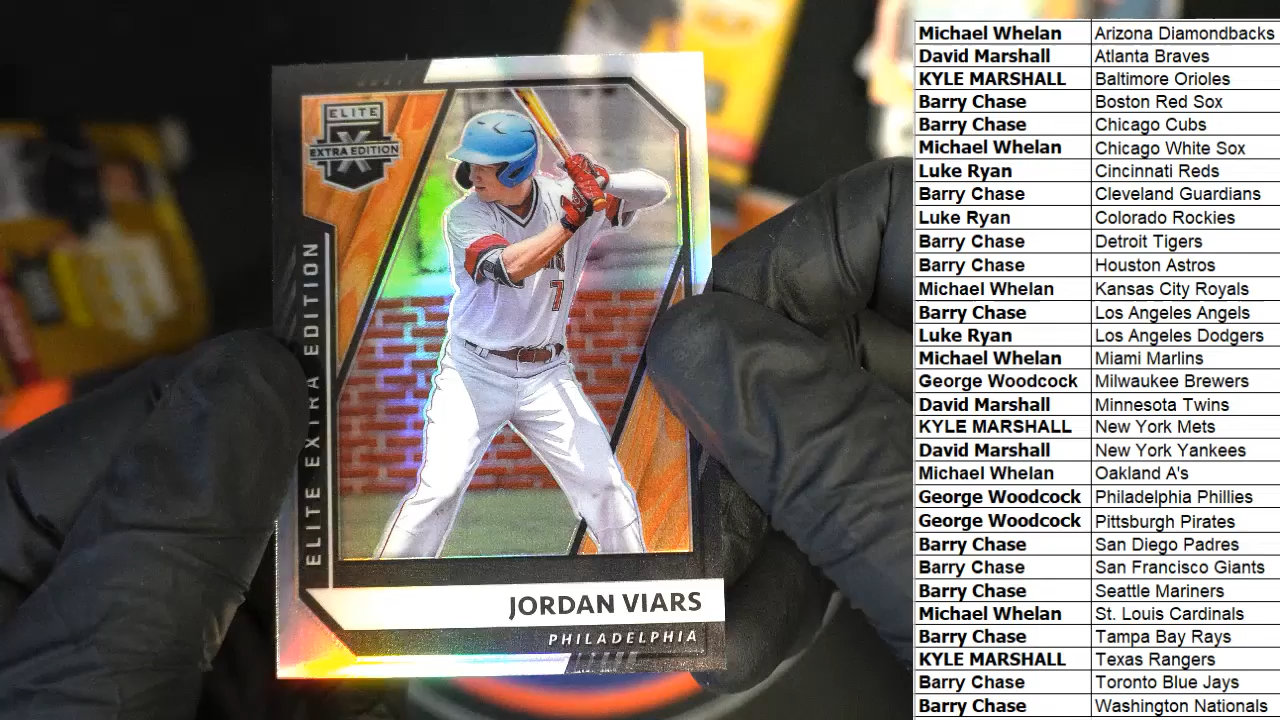 ELITE
X
EXTRA EDITION
ELITE EXTRA EDITION
7
JORDAN VIARS
PHILADELPHIA
Michael Whelan Arizona Diamondbacks
David Marshall Atlanta Braves
KYLE MARSHALL Baltimore Orioles
Barry Chase Boston Red Sox
Barry Chase Chicago Cubs
Michael Whelan Chicago White Sox
Luke Ryan Cincinnati Reds
Barry Chase Cleveland Guardians
Luke Ryan Colorado Rockies
Barry Chase Detroit Tigers
Barry Chase Houston Astros
Michael Whelan Kansas City Royals
Barry Chase Los Angeles Angels
Luke Ryan Los Angeles Dodgers
Michael Whelan Miami Marlins
George Woodcock Milwaukee Brewers
David Marshall Minnesota Twins
KYLE MARSHALL New York Mets
David Marshall New York Yankees
Michael Whelan Oakland A's
George Woodcock Philadelphia Phillies
George Woodcock Pittsburgh Pirates
Barry Chase San Diego Padres
Barry Chase San Francisco Giants
Barry Chase Seattle Mariners
Michael Whelan St. Louis Cardinals
Barry Chase Tampa Bay Rays
KYLE MARSHALL Texas Rangers
Barry Chase Toronto Blue Jays
Barry Chase Washington Nationals